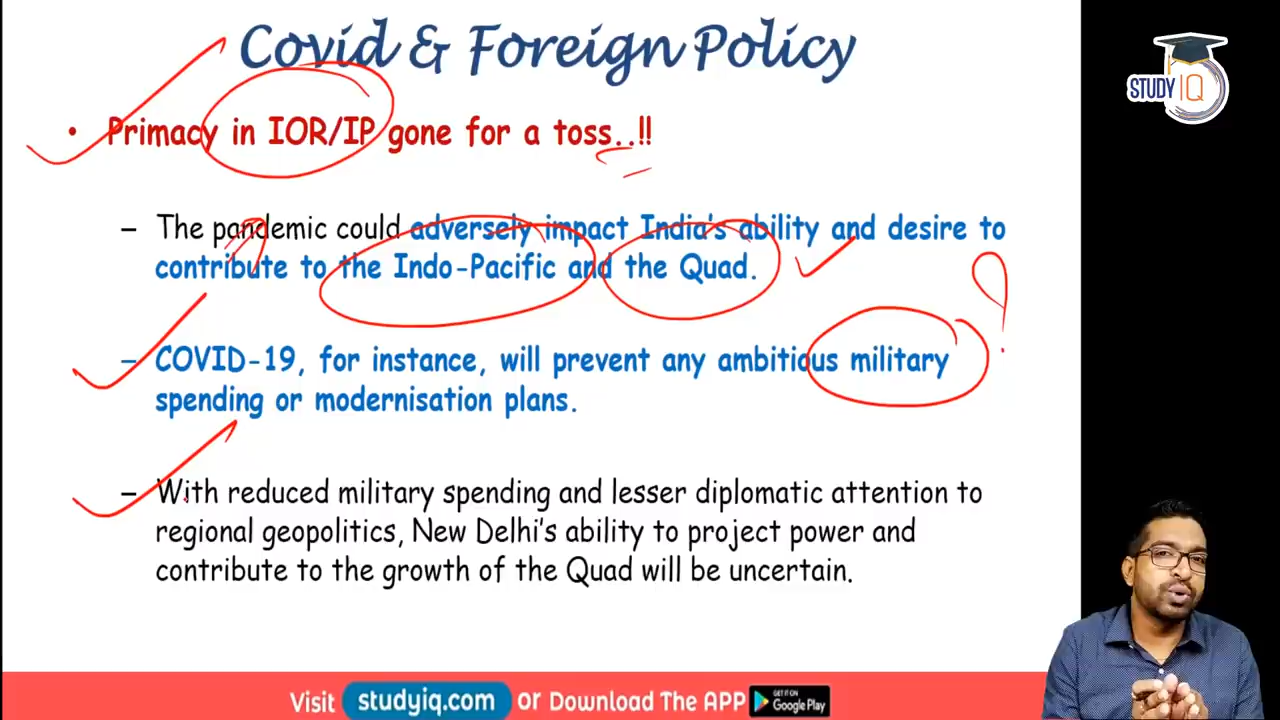 Covid & Foreign Policy
STUDY IQ
• Primacy in IOR/IP gone for a toss..!!
– The pandemic could adversely impact India's ability and desire to
contribute to the Indo-Pacific and the Quad.
– COVID-19, for instance, will prevent any ambitious military
spending or modernisation plans.
– With reduced military spending and lesser diplomatic attention to
regional geopolitics, New Delhi's ability to project power and
contribute to the growth of the Quad will be uncertain.
Visit studyiq.com or Download The APP GET IT ON Google Play